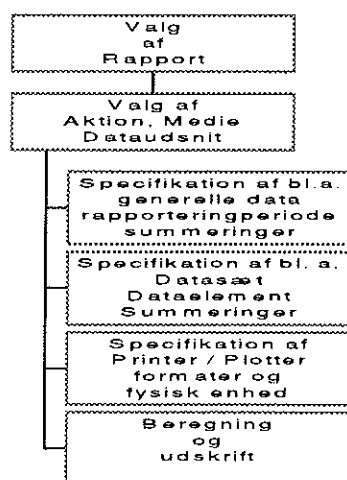 Valg
af
Rapport
Valg af
Aktion, Medie
Dataudsnit
Specifikation af bl.a.
generelle data
rapporteringperiode
summeringer
Specifikation af bl. a.
Datasæt
Dataelement
Summeringer
Specifikation af
Printer / Plotter
formater og
fysisk enhed
Beregning
og
udskrift